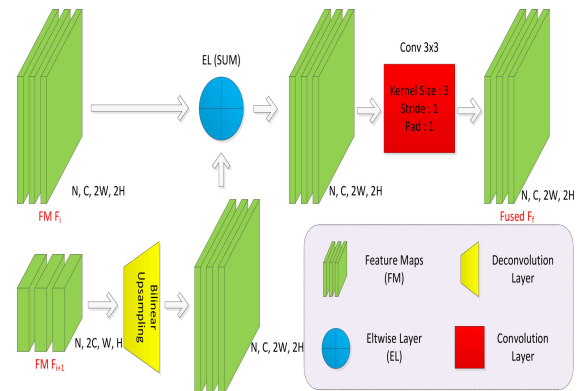 EL (SUM)
Conv 3x3
Kernel Size : 3
Stride : 1
Pad : 1
N, C, 2W, 2H
N, C, 2W, 2H
N, C, 2W, 2H
FM Fi
Fused Ff
Bilinear
Upsampling
N, 2C, W, H
N, C, 2W, 2H
FM Fi+1
Feature Maps
(FM)
Deconvolution
Layer
Eltwise Layer
(EL)
Convolution
Layer